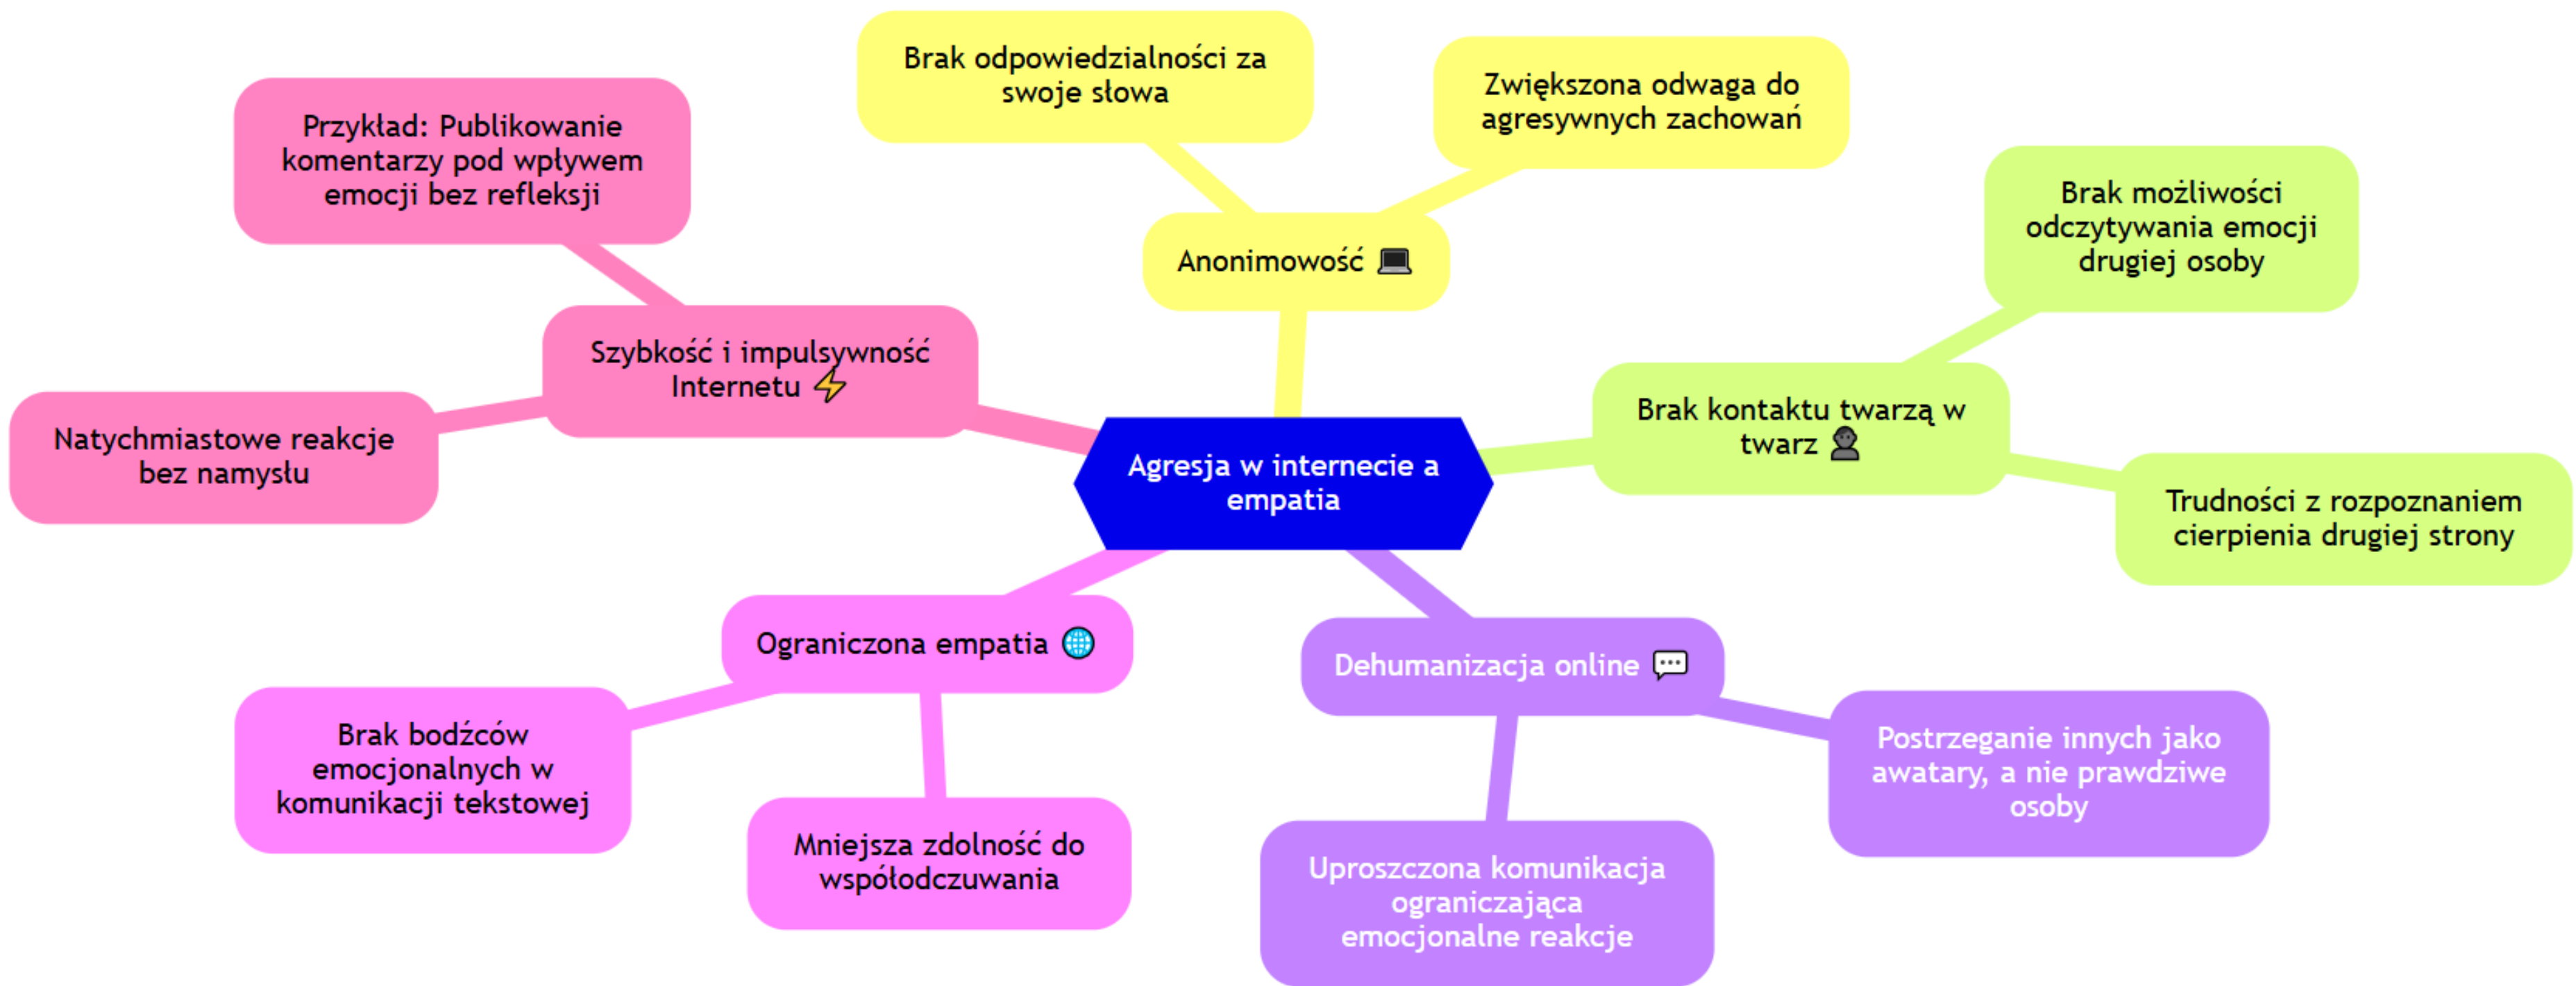 Agresja w internecie a
empatia
Anonimowość 💻
Brak odpowiedzialności za
swoje słowa
Zwiększona odwaga do
agresywnych zachowań
Brak kontaktu twarzą w
twarz 👤
Brak możliwości
odczytywania emocji
drugiej osoby
Trudności z rozpoznaniem
cierpienia drugiej strony
Dehumanizacja online 💬
Postrzeganie innych jako
awatary, a nie prawdziwe
osoby
Uproszczona komunikacja
ograniczająca
emocjonalne reakcje
Ograniczona empatia 🌐
Mniejsza zdolność do
współodczuwania
Brak bodźców
emocjonalnych w
komunikacji tekstowej
Szybkość i impulsywność
Internetu ⚡
Natychmiastowe reakcje
bez namysłu
Przykład: Publikowanie
komentarzy pod wpływem
emocji bez refleksji